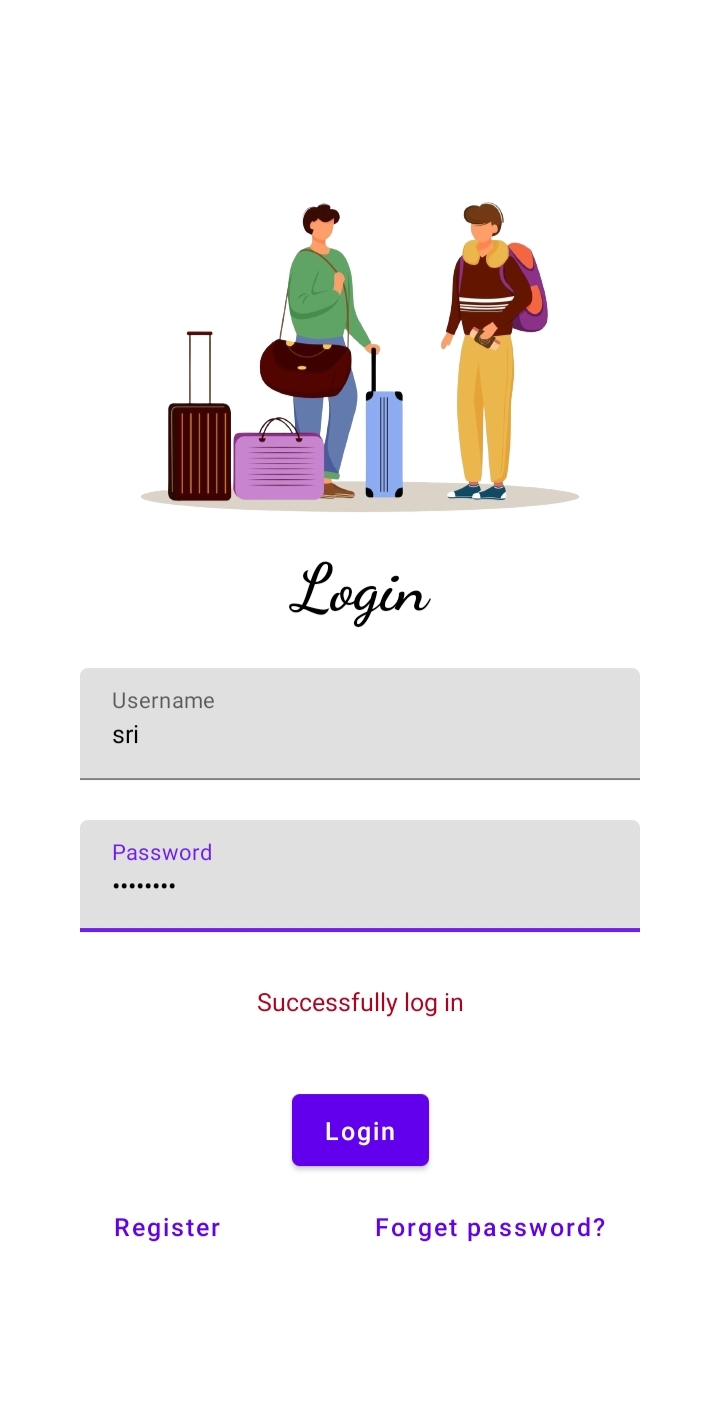 Login
Username
sri
Password
••••••••
Successfully log in
Login
Register
Forget password?